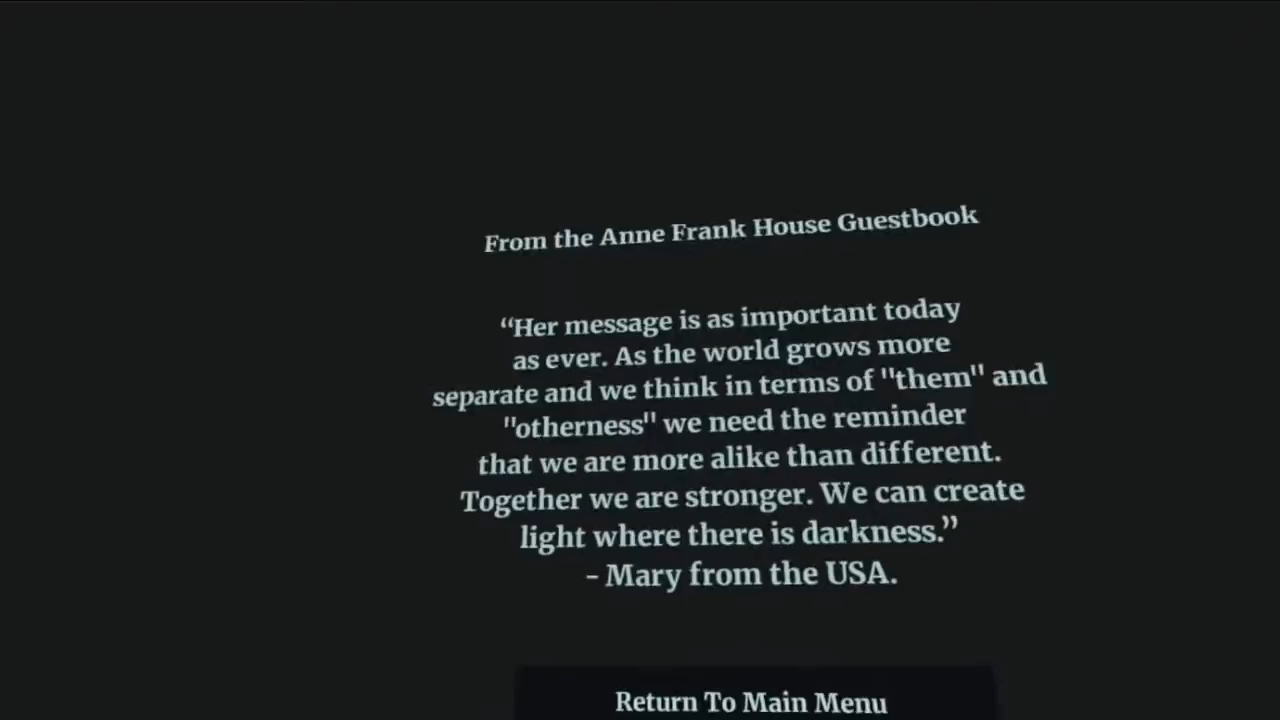 From the Anne Frank House Guestbook
“Her message is as important today
as ever. As the world grows more
separate and we think in terms of "them" and
"otherness" we need the reminder
that we are more alike than different.
Together we are stronger. We can create
light where there is darkness.”
- Mary from the USA.
Return To Main Menu